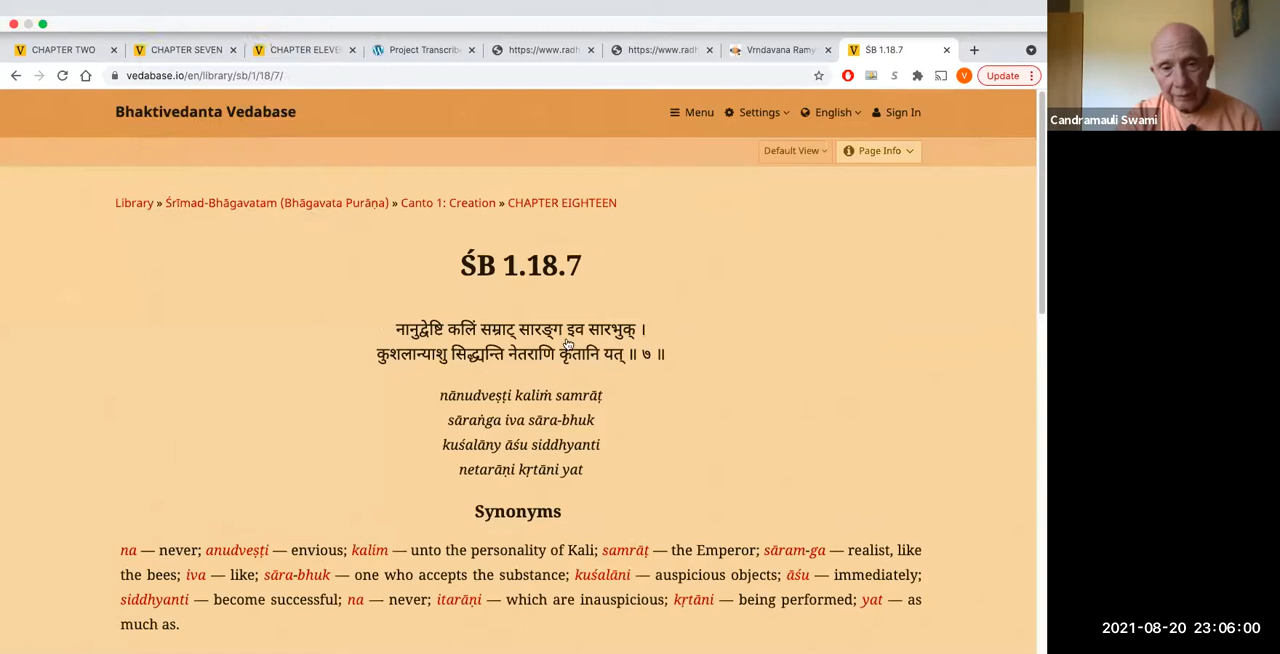 CHAPTER TWO
CHAPTER SEVEN
CHAPTER ELEVE
Project Transcrib
https://www.radh
https://www.radh
Vrndavana Ramy
ŚB 1.18.7
vedabase.io/en/library/sb/1/18/7/
Update
Candramauli Swami
Bhaktivedanta Vedabase
Menu
Settings
English
Sign In
Default View
Page Info
Library » Śrīmad-Bhāgavatam (Bhāgavata Purāṇa) » Canto 1: Creation » CHAPTER EIGHTEEN
ŚB 1.18.7
नानुद्वेष्टि कलिं सम्राट् सारङ्ग इव सारभुक् ।
कुशलान्याशु सिद्ध्यन्ति नेतराणि कृतानि यत् ॥ ७ ॥
nānudveṣṭi kaliṁ samrāṭ
sāraṅga iva sāra-bhuk
kuśalāny āśu siddhyanti
netarāṇi kṛtāni yat
Synonyms
na — never; anudveṣṭi — envious; kalim — unto the personality of Kali; samrāṭ — the Emperor; sāram-ga — realist, like
the bees; iva — like; sāra-bhuk — one who accepts the substance; kuśalāni — auspicious objects; āśu — immediately;
siddhyanti — become successful; na — never; itarāṇi — which are inauspicious; kṛtāni — being performed; yat — as
much as.
2021-08-20 23:06:00